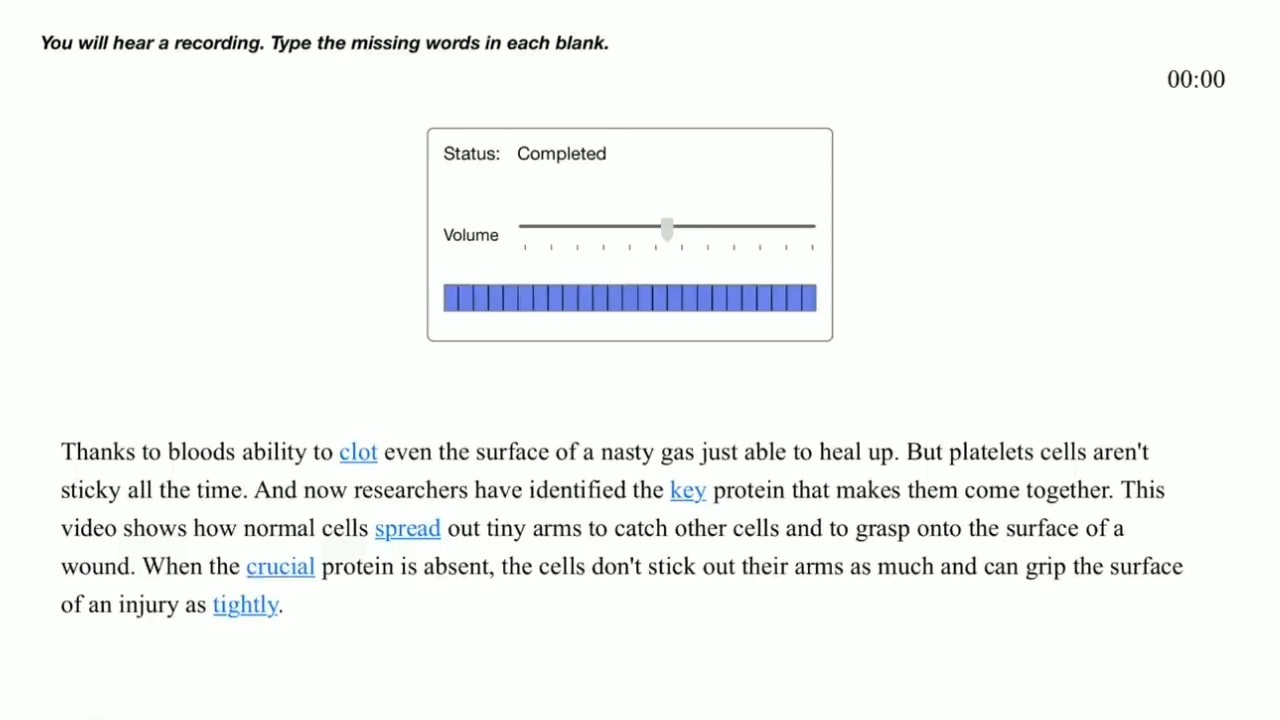 You will hear a recording. Type the missing words in each blank.
00:00
Status: Completed
Volume
Thanks to bloods ability to clot even the surface of a nasty gas just able to heal up. But platelets cells aren't
sticky all the time. And now researchers have identified the key protein that makes them come together. This
video shows how normal cells spread out tiny arms to catch other cells and to grasp onto the surface of a
wound. When the crucial protein is absent, the cells don't stick out their arms as much and can grip the surface
of an injury as tightly.